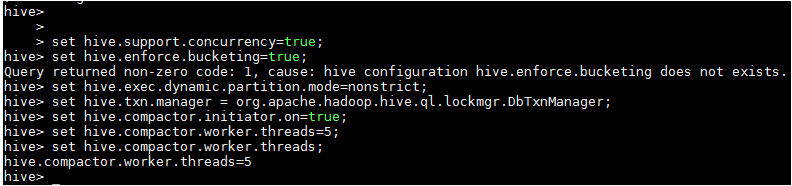 hive>
>
> set hive.support.concurrency=true;
hive> set hive.enforce.bucketing=true;
Query returned non-zero code: 1, cause: hive configuration hive.enforce.bucketing does not exists.
hive> set hive.exec.dynamic.partition.mode=nonstrict;
hive> set hive.txn.manager = org.apache.hadoop.hive.ql.lockmgr.DbTxnManager;
hive> set hive.compactor.initiator.on=true;
hive> set hive.compactor.worker.threads=5;
hive> set hive.compactor.worker.threads;
hive.compactor.worker.threads=5
hive>